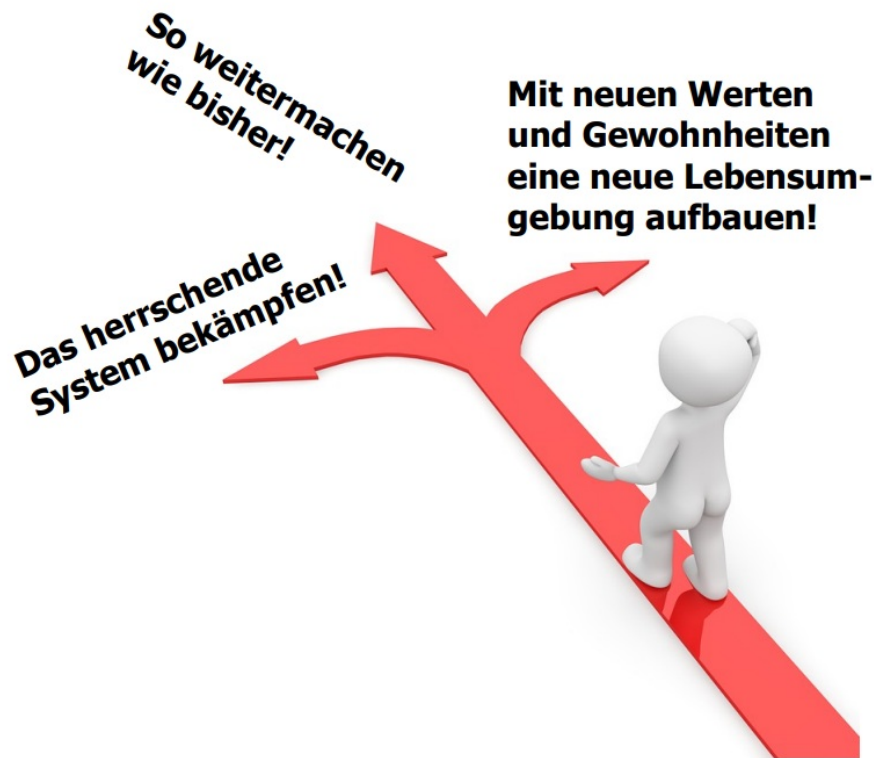 So weitermachen
wie bisher!
Mit neuen Werten
und Gewohnheiten
eine neue Lebensum-
gebung aufbauen!
Das herrschende
System bekämpfen!